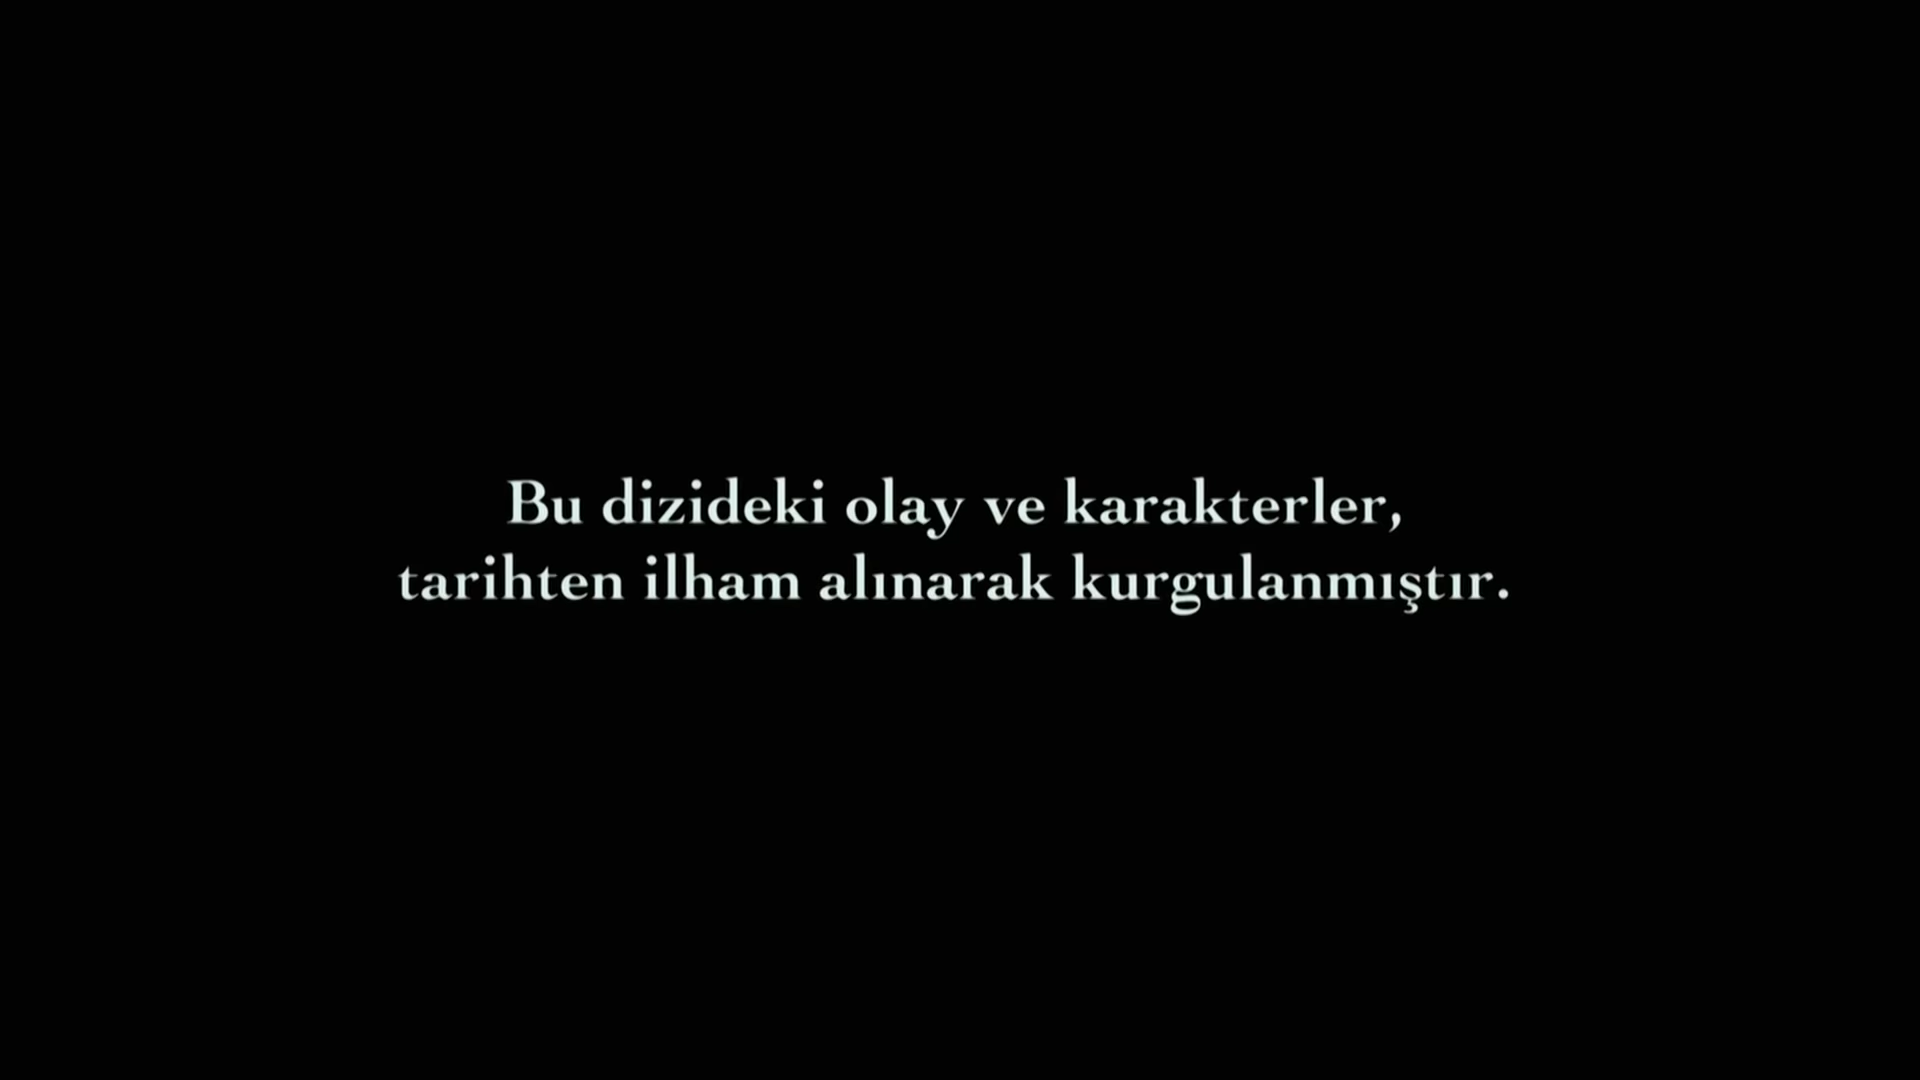 Bu dizideki olay ve karakterler,
tarihten ilham alınarak kurgulanmıştır.